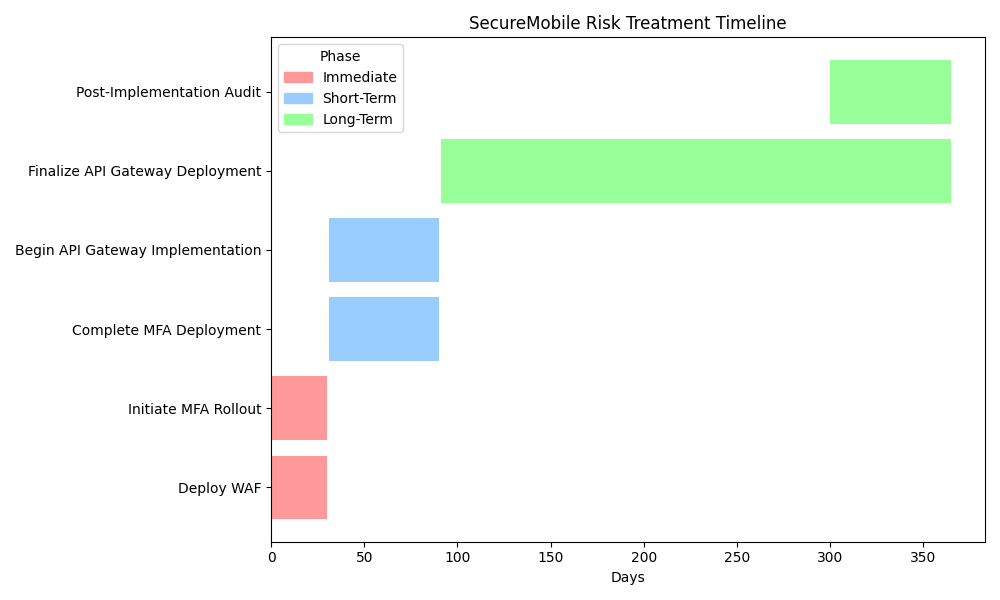 SecureMobile Risk Treatment Timeline
Phase
Immediate
Short-Term
Long-Term
Post-Implementation Audit
Finalize API Gateway Deployment
Begin API Gateway Implementation
Complete MFA Deployment
Initiate MFA Rollout
Deploy WAF
0 50 100 150 200 250 300 350
Days